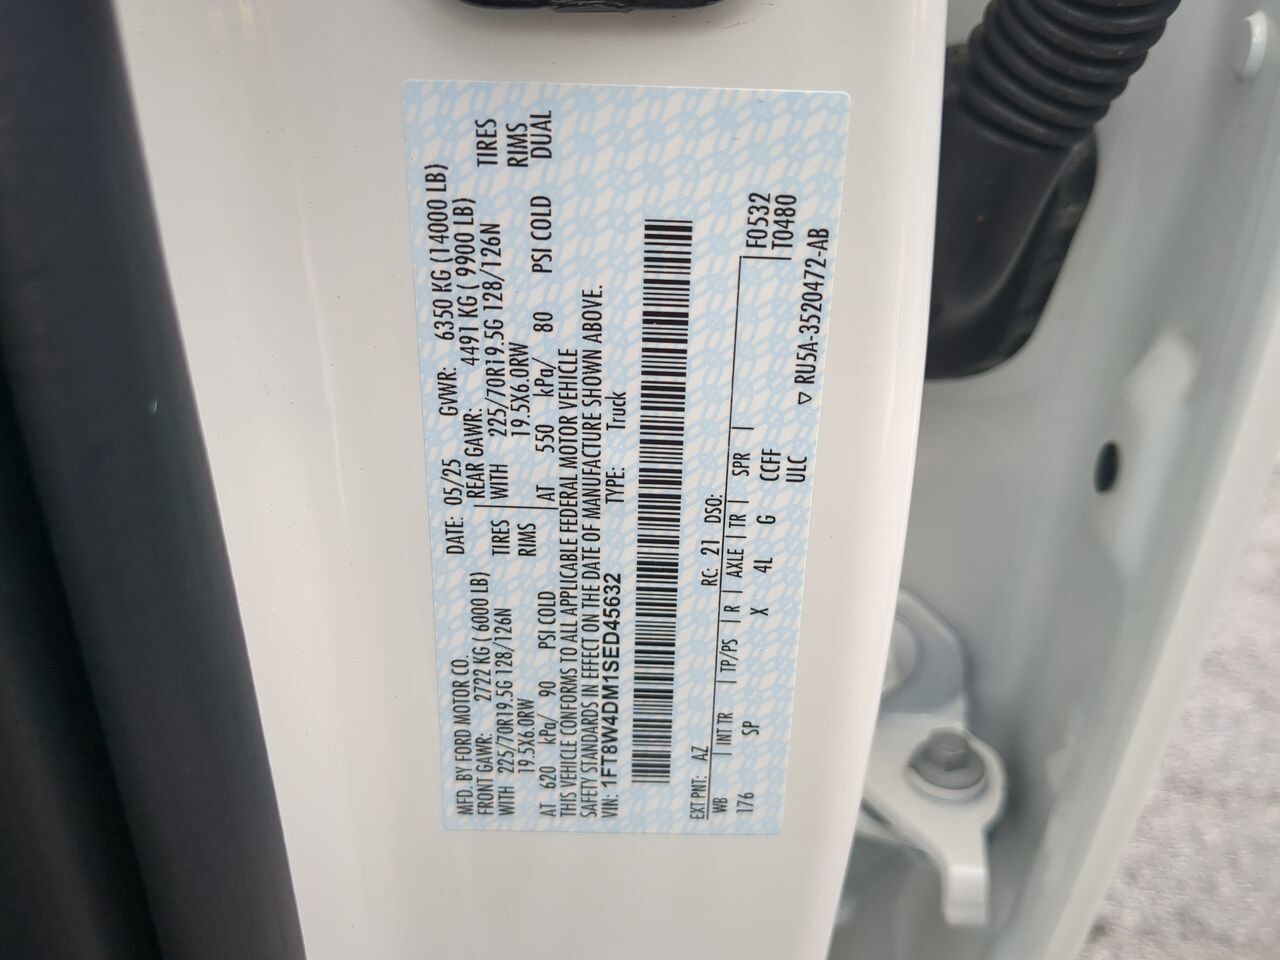 MFD. BY FORD MOTOR CO.
DATE: 05/25 GVWR: 6350 KG (14000 LB)
FRONT GAWR: 2722 KG ( 6000 LB)
REAR GAWR: 4491 KG ( 9900 LB)
WITH 225/70R19.5G 128/126N TIRES
WITH 225/70R19.5G 128/126N TIRES
19.5X6.0RW RIMS
19.5X6.0RW RIMS
AT 620 kPa/ 90 PSI COLD
AT 550 kPa/ 80 PSI COLD DUAL
THIS VEHICLE CONFORMS TO ALL APPLICABLE FEDERAL MOTOR VEHICLE
SAFETY STANDARDS IN EFFECT ON THE DATE OF MANUFACTURE SHOWN ABOVE.
VIN: 1FT8W4DM1SED45632 TYPE: Truck
EXT PNT: AZ RC: 21 DSO: F0532
WB INT TR TP/PS R AXLE TR SPR T0480
176 SP X 4L G CCFF
ULC
RU5A-3520472-AB